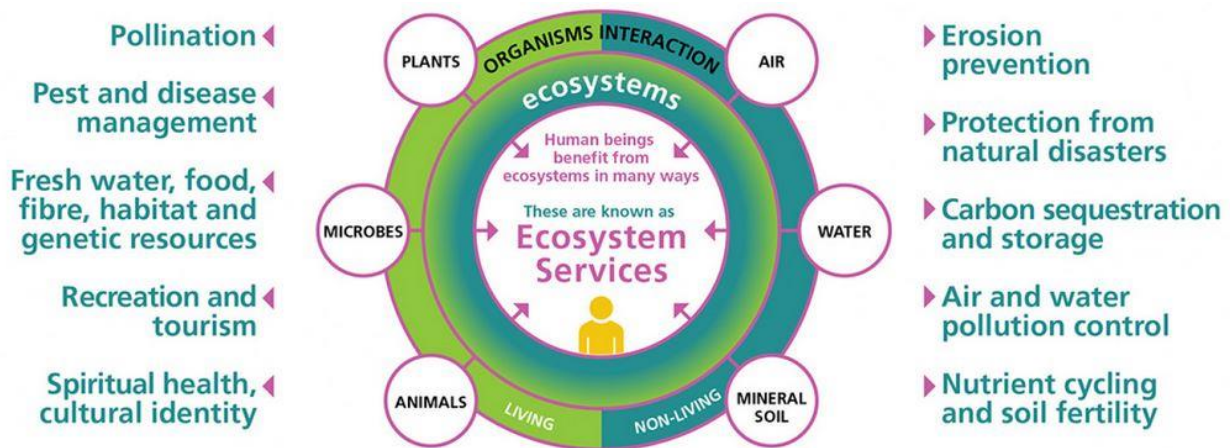 Pollination
Pest and disease
management
Fresh water, food,
fibre, habitat and
genetic resources
Recreation and
tourism
Spiritual health,
cultural identity
ORGANISMS INTERACTION
PLANTS
AIR
ecosystems
Human beings
benefit from
ecosystems in many ways
These are known as
Ecosystem
Services
MICROBES
WATER
ANIMALS
LIVING
NON-LIVING
MINERAL
SOIL
Erosion
prevention
Protection from
natural disasters
Carbon sequestration
and storage
Air and water
pollution control
Nutrient cycling
and soil fertility